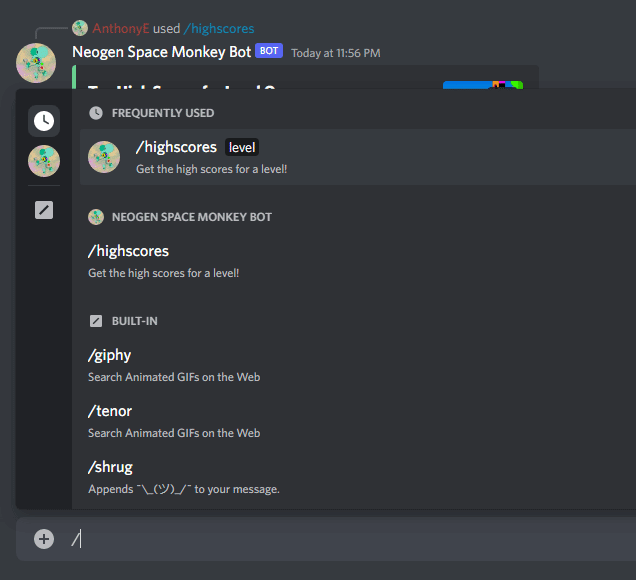 AnthonyE used /highscores
Neogen Space Monkey Bot BOT Today at 11:56 PM
FREQUENTLY USED
/highscores level
Get the high scores for a level!
NEOGEN SPACE MONKEY BOT
/highscores
Get the high scores for a level!
BUILT-IN
/giphy
Search Animated GIFs on the Web
/tenor
Search Animated GIFs on the Web
/shrug
Appends ¯\_(ツ)_/¯ to your message.
/